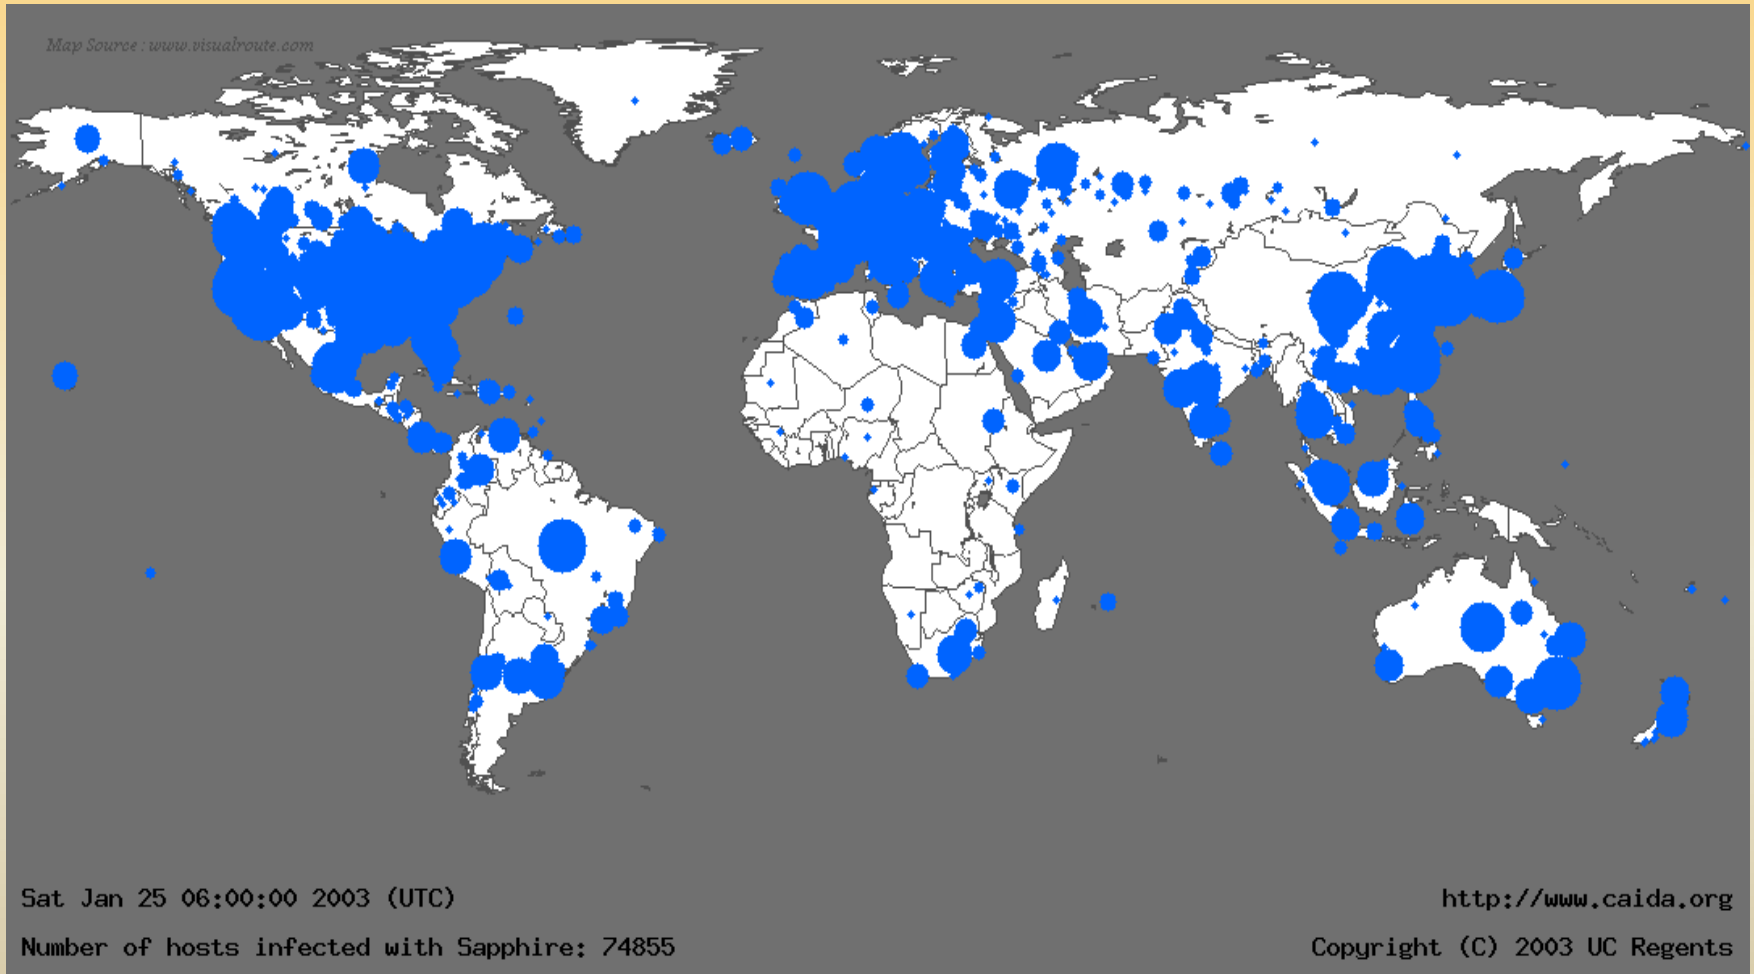 Map Source : www.visualroute.com
Sat Jan 25 06:00:00 2003 (UTC)
http://www.caida.org
Number of hosts infected with Sapphire: 74855
Copyright (C) 2003 UC Regents